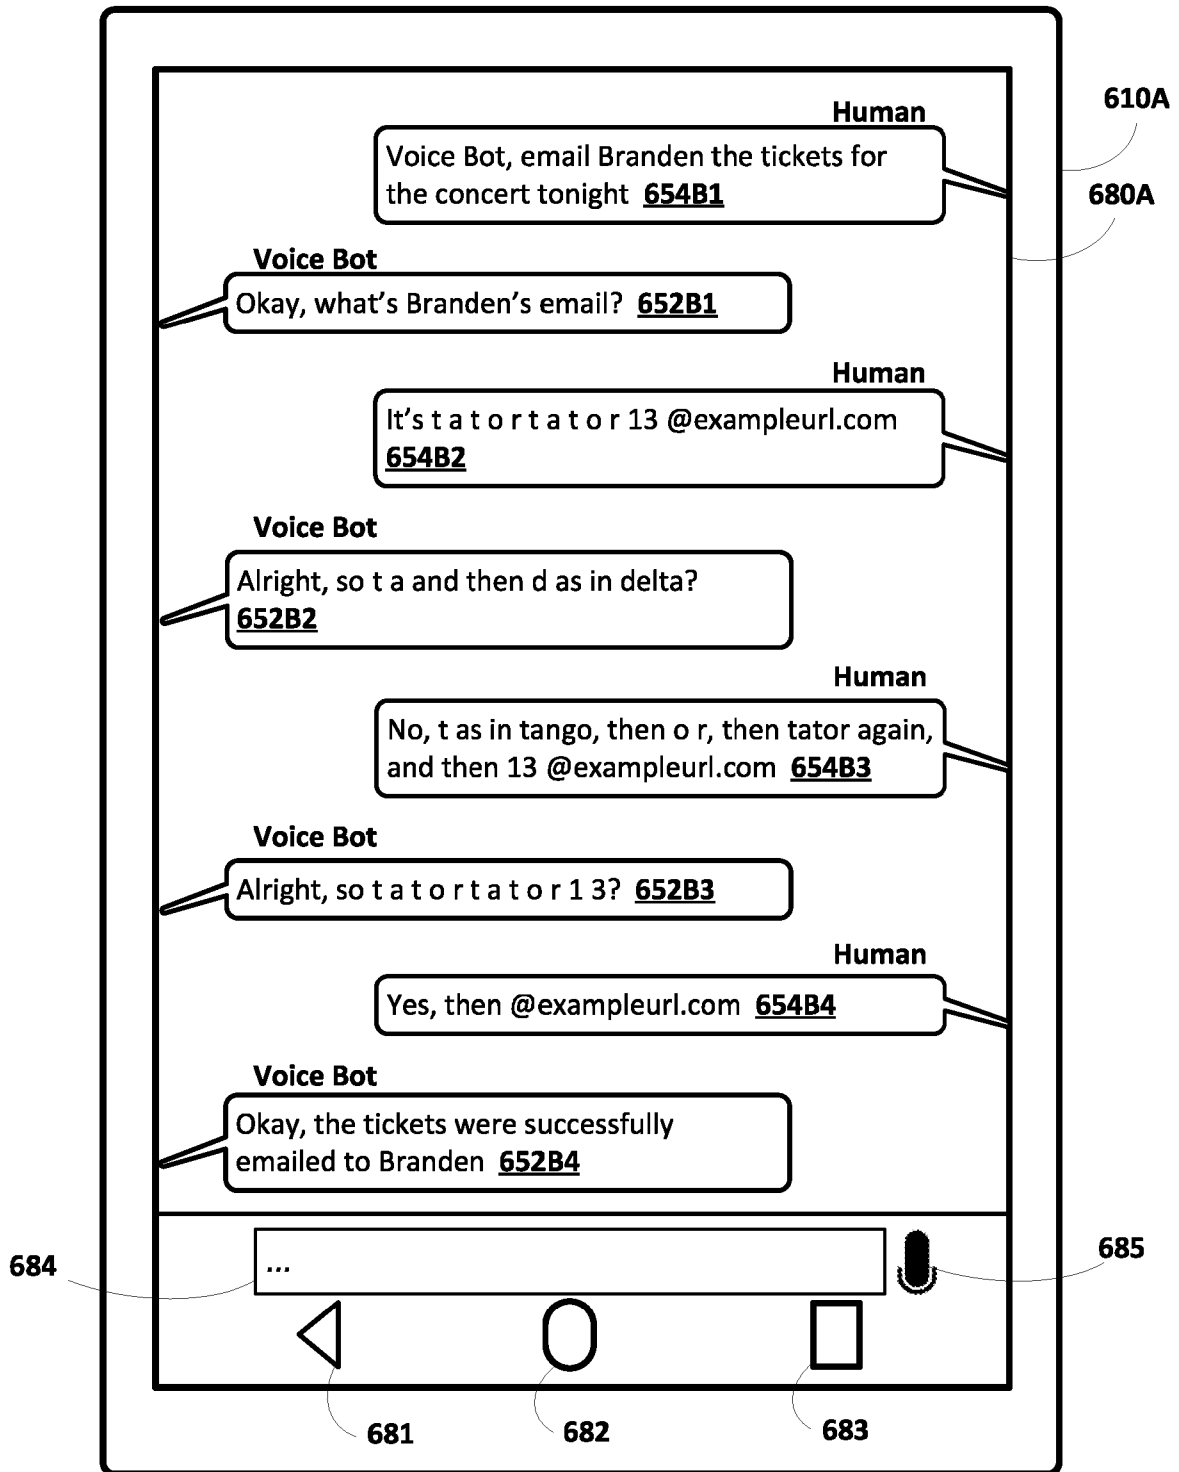 Human
610A
Voice Bot, email Branden the tickets for
the concert tonight 654B1
680A
Voice Bot
Okay, what's Branden's email? 652B1
Human
It's t a t o r t a t o r 13 @exampleurl.com
654B2
Voice Bot
Alright, so t a and then d as in delta?
652B2
Human
No, t as in tango, then o r, then tator again,
and then 13 @exampleurl.com 654B3
Voice Bot
Alright, so t a t o r t a t o r 1 3? 652B3
Human
Yes, then @exampleurl.com 654B4
Voice Bot
Okay, the tickets were successfully
emailed to Branden 652B4
684
...
685
681
682
683